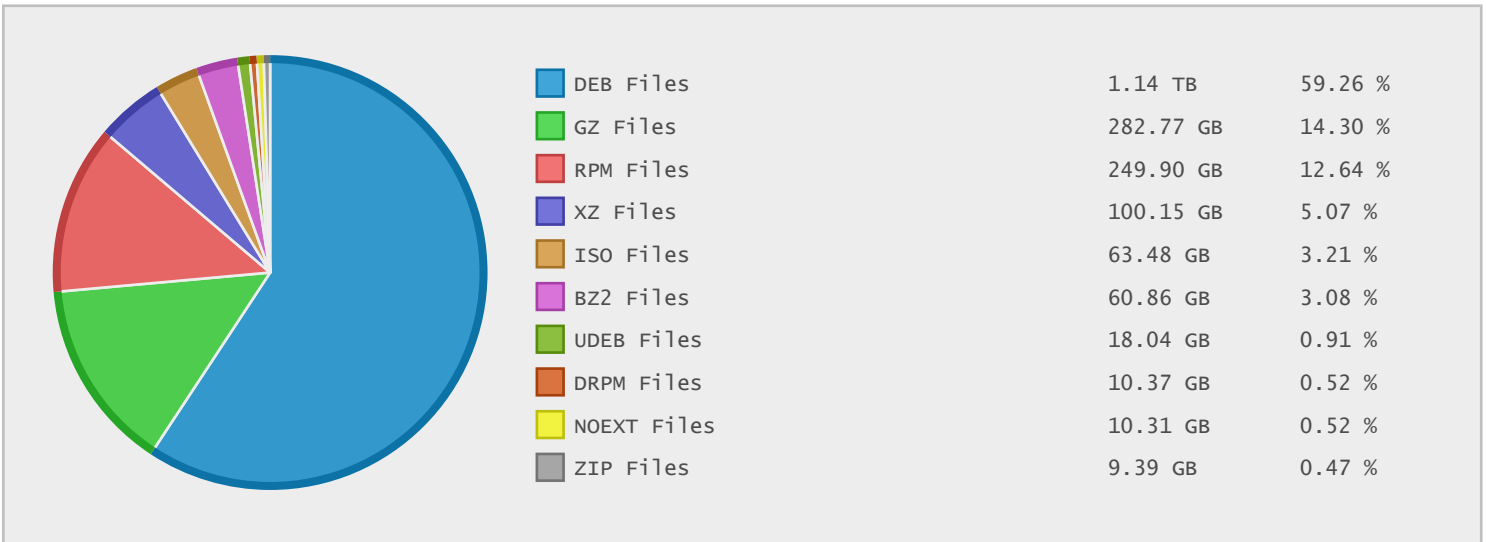 DEB Files 1.14 TB 59.26 %
GZ Files 282.77 GB 14.30 %
RPM Files 249.90 GB 12.64 %
XZ Files 100.15 GB 5.07 %
ISO Files 63.48 GB 3.21 %
BZ2 Files 60.86 GB 3.08 %
UDEB Files 18.04 GB 0.91 %
DRPM Files 10.37 GB 0.52 %
NOEXT Files 10.31 GB 0.52 %
ZIP Files 9.39 GB 0.47 %